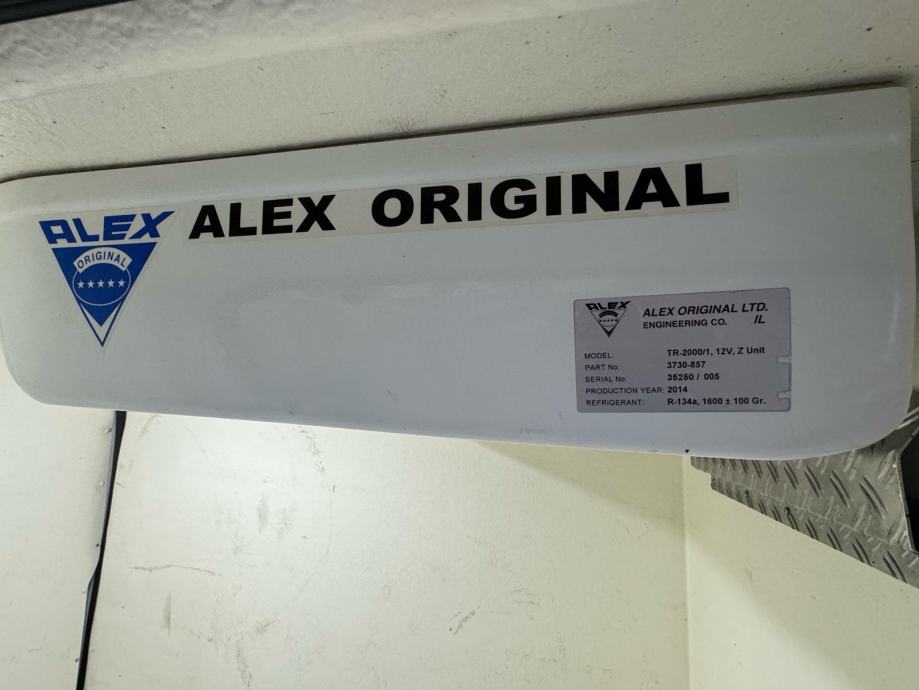 ALEX ORIGINAL
ALEX
ORIGINAL
ALEX ORIGINAL LTD.
ENGINEERING CO. IL
ALEX
MODEL: TR-2000/1, 12V, Z Unit
PART No: 3730-857
SERIAL No: 35250 / 005
PRODUCTION YEAR: 2014
REFRIGERANT: R-134a, 1600 ± 100 Gr.